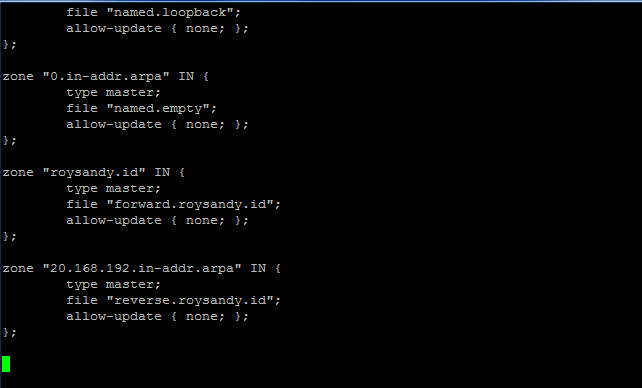 file "named.loopback";
allow-update { none; };
};
zone "0.in-addr.arpa" IN {
type master;
file "named.empty";
allow-update { none; };
};
zone "roysandy.id" IN {
type master;
file "forward.roysandy.id";
allow-update { none; };
};
zone "20.168.192.in-addr.arpa" IN {
type master;
file "reverse.roysandy.id";
allow-update { none; };
};